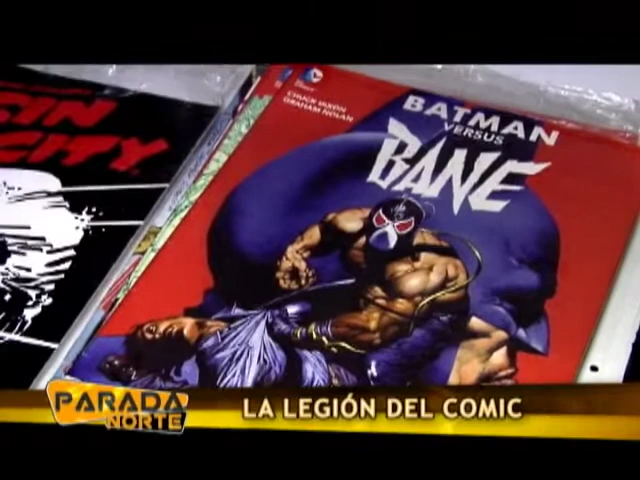 SIN
CITY
CHUCK DIXON
GRAHAM NOLAN
BATMAN
VERSUS
BANE
PARADA
NORTE
LA LEGIÓN DEL COMIC